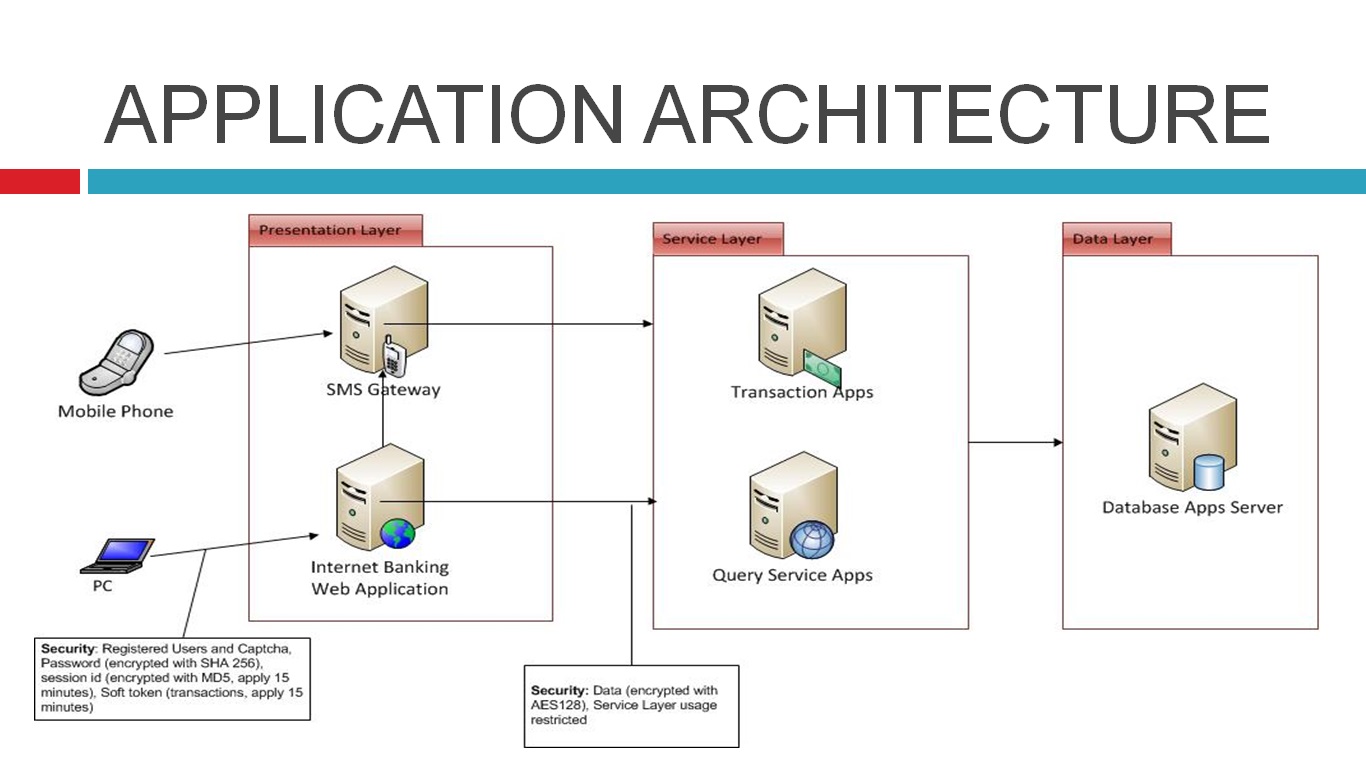 APPLICATION ARCHITECTURE
Presentation Layer
Service Layer
Data Layer
SMS Gateway
Transaction Apps
Mobile Phone
Database Apps Server
Internet Banking
Web Application
Query Service Apps
PC
Security: Registered Users and Captcha,
Password (encrypted with SHA 256),
session id (encrypted with MD5, apply 15
minutes), Soft token (transactions, apply 15
minutes)
Security: Data (encrypted with
AES128), Service Layer usage
restricted